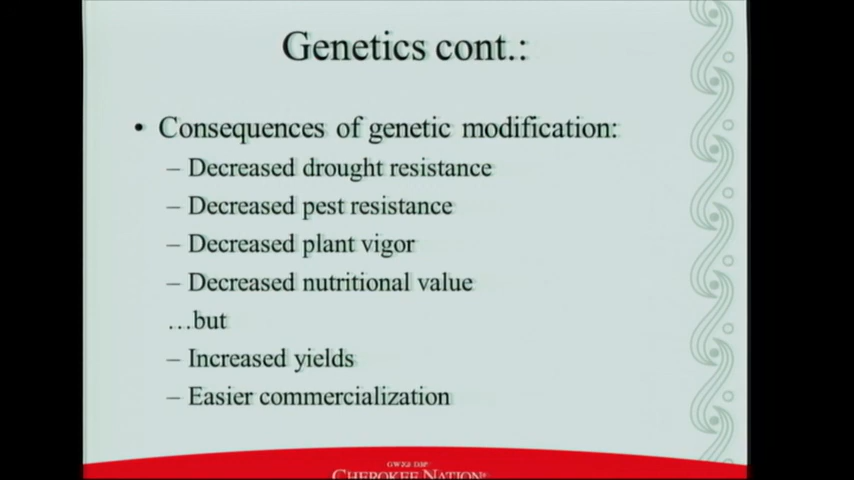 Genetics cont.:
• Consequences of genetic modification:
– Decreased drought resistance
– Decreased pest resistance
– Decreased plant vigor
– Decreased nutritional value
…but
– Increased yields
– Easier commercialization
CHEROKEE NATION